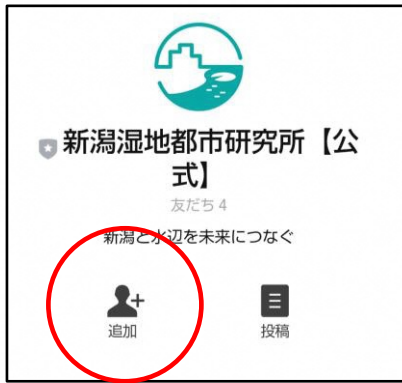 新潟湿地都市研究所【公
式】
友だち 4
新潟と水辺を未来につなぐ
追加
投稿